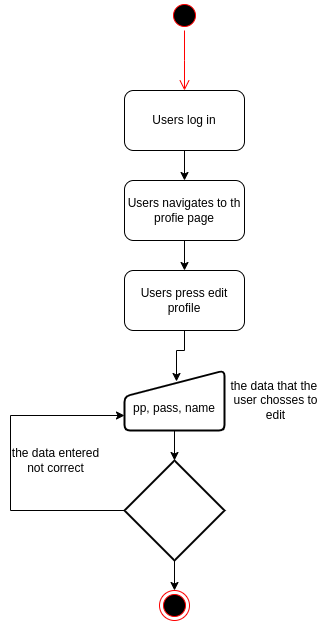 Users log in
Users navigates to th
profie page
Users press edit
profile
pp, pass, name
the data that the
user chosses to
edit
the data entered
not correct